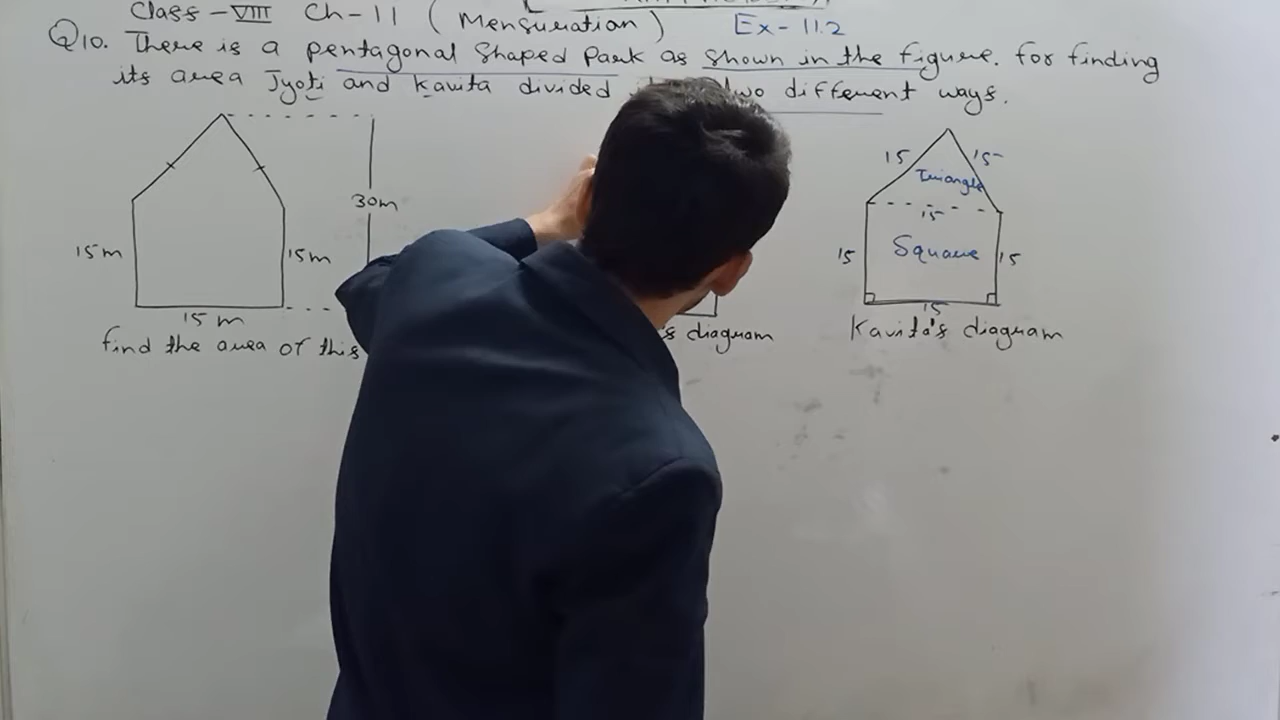 Class - VIII Ch - 11 ( Mensuration ) Ex - 11.2
Q10. There is a pentagonal Shaped Park as shown in the figure. for finding
its area Jyoti and Kavita divided two different ways.
30m
15m
15m
15 m
find the area of this
's diagram
15
15
Triangle
15
15
Square
15
15
Kavita's diagram